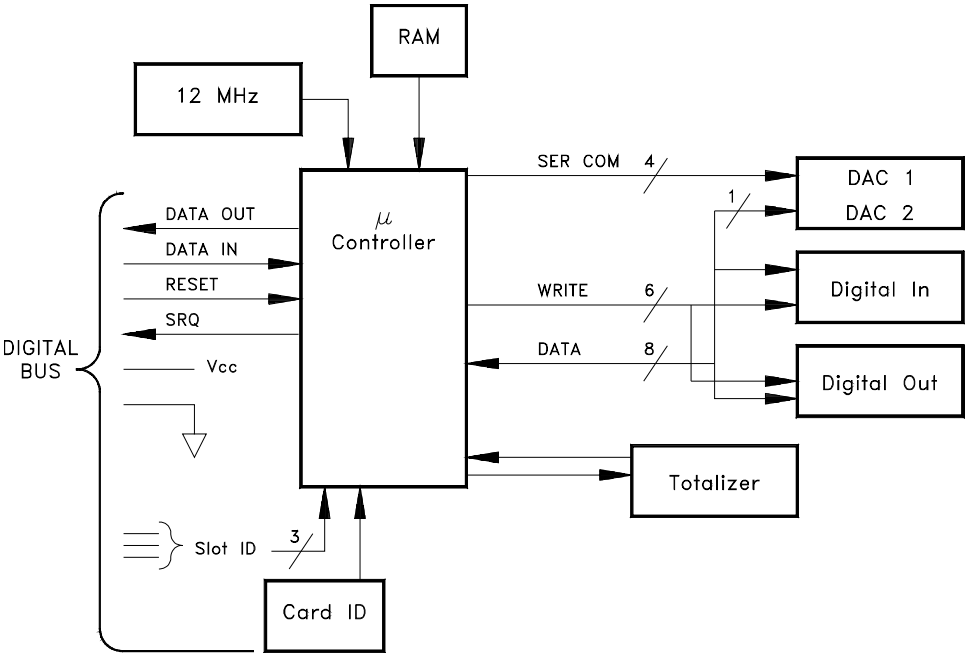 RAM
12 MHz
SER COM 4
DAC 1
1
DAC 2
DATA OUT
μ
Controller
DATA IN
RESET
WRITE 6
Digital In
SRQ
DIGITAL
BUS
DATA 8
Vcc
Digital Out
Totalizer
3
Slot ID
Card ID